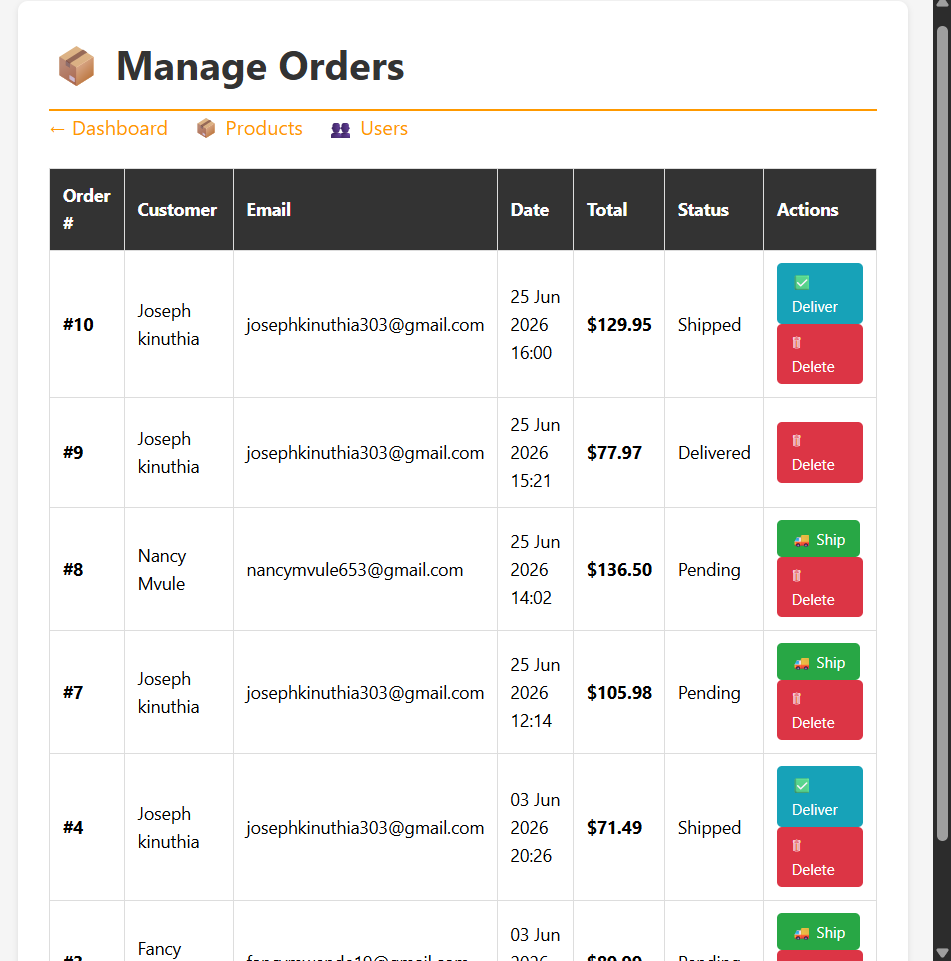 Manage Orders
← Dashboard Products Users
Order # Customer Email Date Total Status Actions
#10 Joseph kinuthia josephkinuthia303@gmail.com 25 Jun 2026 16:00 $129.95 Shipped Deliver Delete
#9 Joseph kinuthia josephkinuthia303@gmail.com 25 Jun 2026 15:21 $77.97 Delivered Delete
#8 Nancy Mvule nancymvule653@gmail.com 25 Jun 2026 14:02 $136.50 Pending Ship Delete
#7 Joseph kinuthia josephkinuthia303@gmail.com 25 Jun 2026 12:14 $105.98 Pending Ship Delete
#4 Joseph kinuthia josephkinuthia303@gmail.com 03 Jun 2026 20:26 $71.49 Shipped Deliver Delete
Fancy 03 Jun Ship